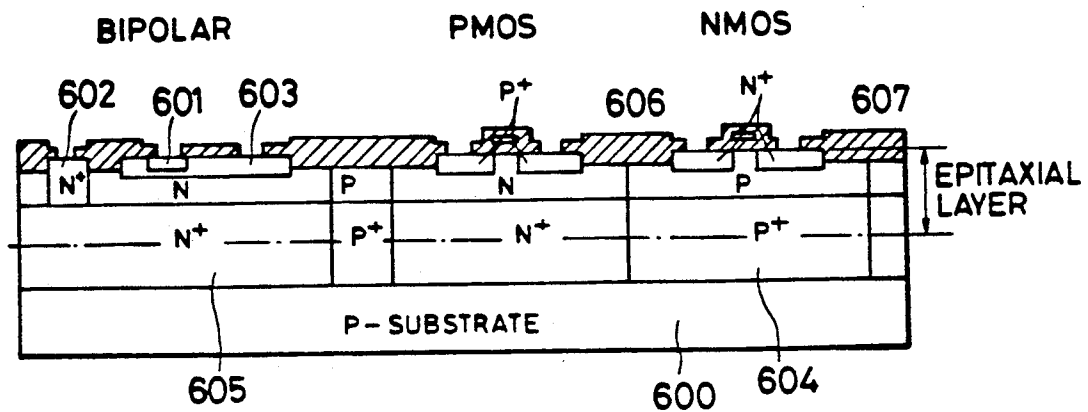 BIPOLAR PMOS NMOS
602 601 603 P+ 606 N+ 607
N+ N P N P EPITAXIAL
LAYER
N+ P+ N+ P+
P-SUBSTRATE
605 600 604